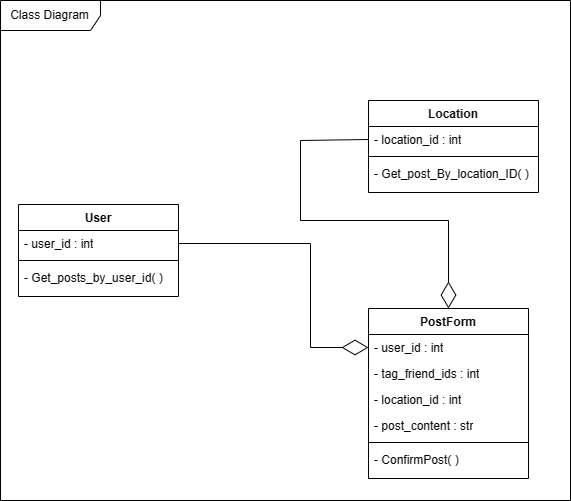 Class Diagram
Location
- location_id : int
- Get_post_By_location_ID( )
User
- user_id : int
- Get_posts_by_user_id( )
PostForm
- user_id : int
- tag_friend_ids : int
- location_id : int
- post_content : str
- ConfirmPost( )